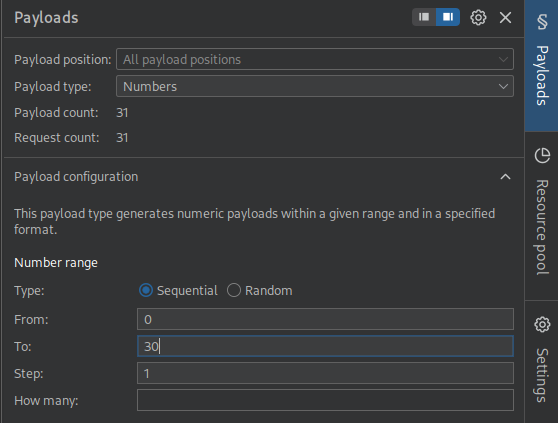 Payloads
Payload position: All payload positions
Payload type: Numbers
Payload count: 31
Request count: 31
Payload configuration
This payload type generates numeric payloads within a given range and in a specified
format.
Number range
Type: Sequential Random
From: 0
To: 30
Step: 1
How many:
§
Payloads
Resource pool
Settings